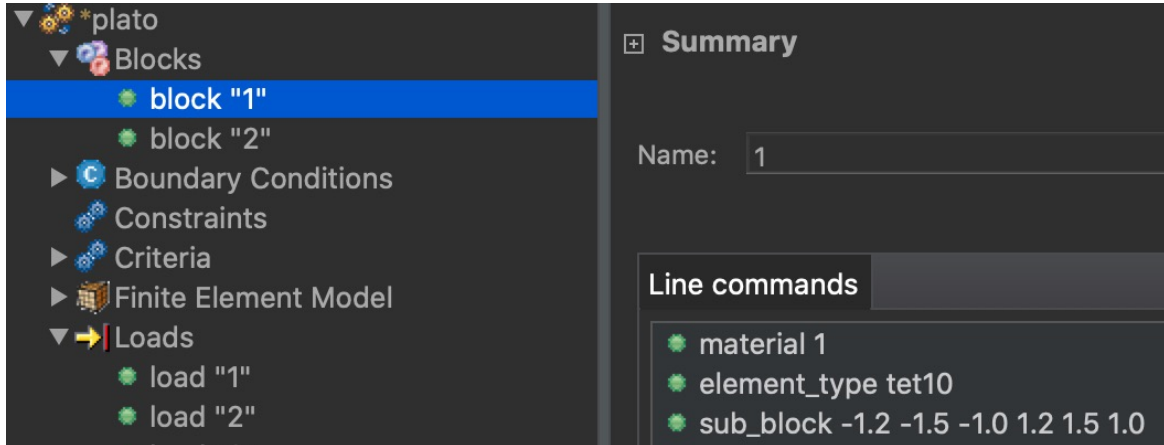 *plato
Blocks
block "1"
block "2"
Boundary Conditions
Constraints
Criteria
Finite Element Model
Loads
load "1"
load "2"
Summary
Name: 1
Line commands
material 1
element_type tet10
sub_block -1.2 -1.5 -1.0 1.2 1.5 1.0